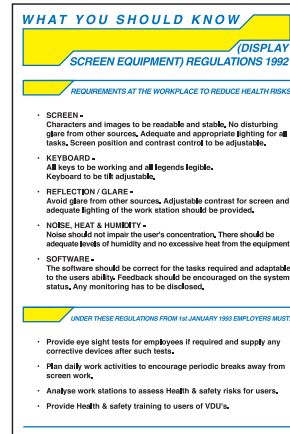 WHAT YOU SHOULD KNOW
(DISPLAY
SCREEN EQUIPMENT) REGULATIONS 1992
REQUIREMENTS AT THE WORKPLACE TO REDUCE HEALTH RISKS
· SCREEN -
Characters and images to be readable and stable. No disturbing
glare from other sources. Adequate and appropriate lighting for all
tasks. Screen position and contrast control to be adjustable.
· KEYBOARD -
All keys to be working and all legends legible.
Keyboard to be tilt adjustable.
· REFLECTION / GLARE -
Avoid glare from other sources. Adjustable contrast for screen and
adequate lighting of the work station should be provided.
· NOISE, HEAT & HUMIDITY -
Noise should not impair the user's concentration. There should be
adequate levels of humidity and no excessive heat from the equipment
· SOFTWARE -
The software should be correct for the tasks required and adaptable
to the users ability. Feedback should be encouraged on the system
status. Any monitoring has to be disclosed.
UNDER THESE REGULATIONS FROM 1st JANUARY 1993 EMPLOYERS MUST:
· Provide eye sight tests for employees if required and supply any
corrective devices after such tests.
· Plan daily work activities to encourage periodic breaks away from
screen work.
· Analyse work stations to assess Health & safety risks for users.
· Provide Health & safety training to users of VDU's.